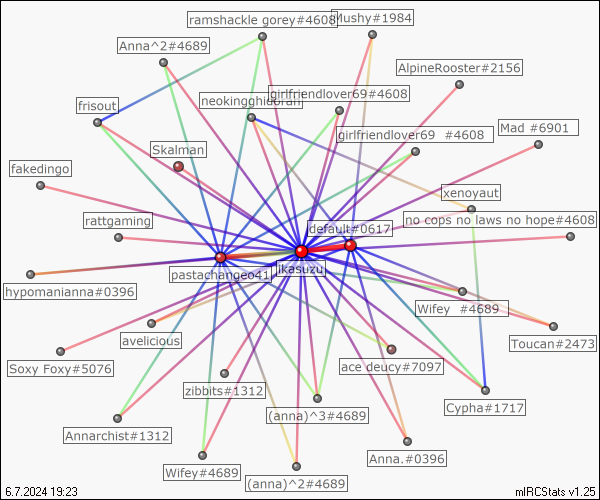 ramshackle gorey#4608
Mushy#1984
Anna^2#4689
AlpineRooster#2156
girlfriendlover69#4608
neokingghidorah
frisout
Mad #6901
girlfriendlover69 #4608
Skalman
fakedingo
xenoyaut
rattgaming
no cops no laws no hope#4608
default#0617
ikasuzu
pastachangeo41
hypomanianna#0396
Wifey #4689
avelicious
Toucan#2473
Soxy Foxy#5076
ace deucy#7097
zibbits#1312
Cypha#1717
(anna)^3#4689
Annarchist#1312
Anna.#0396
Wifey#4689
(anna)^2#4689
6.7.2024 19:23
mIRCStats v1.25